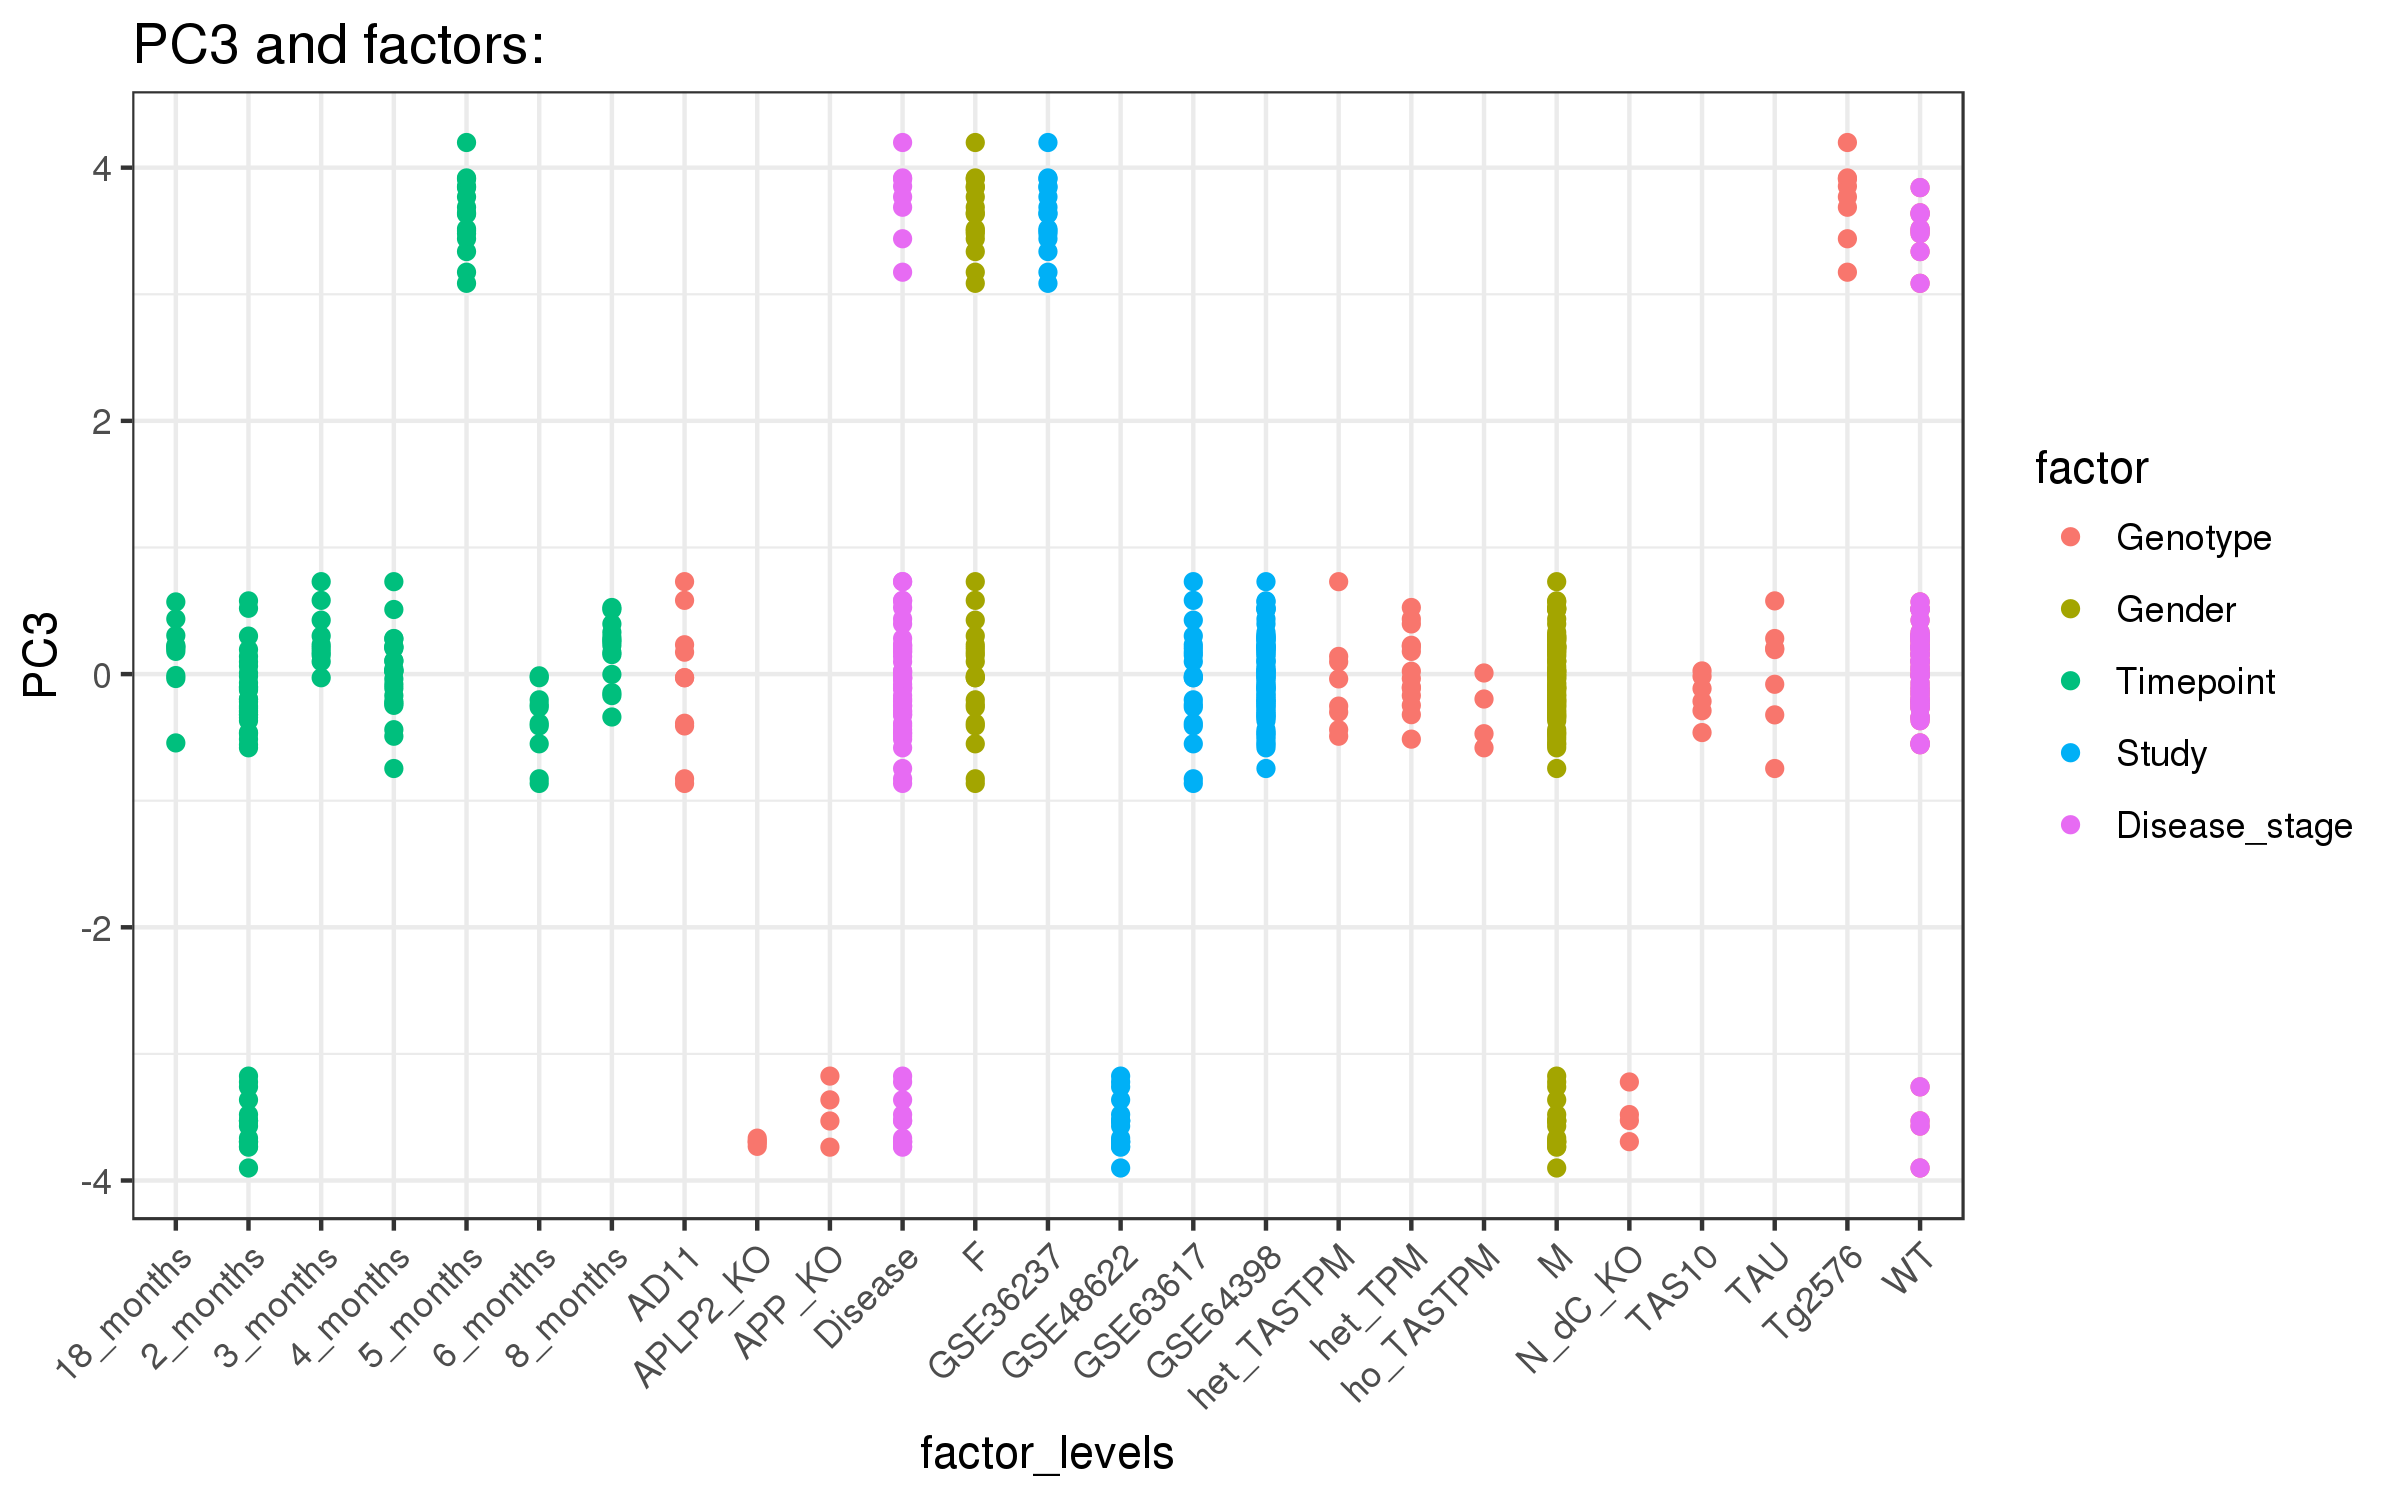 PC3 and factors:
4
2
0
-2
-4
PC3
18_months
2_months
3_months
4_months
5_months
6_months
8_months
AD11
APLP2_KO
APP_KO
Disease
F
GSE36237
GSE48622
GSE63617
GSE64398
het_TASTPM
het_TPM
ho_TASTPM
M
N_dC_KO
TAS10
TAU
Tg2576
WT
factor_levels
factor
Genotype
Gender
Timepoint
Study
Disease_stage